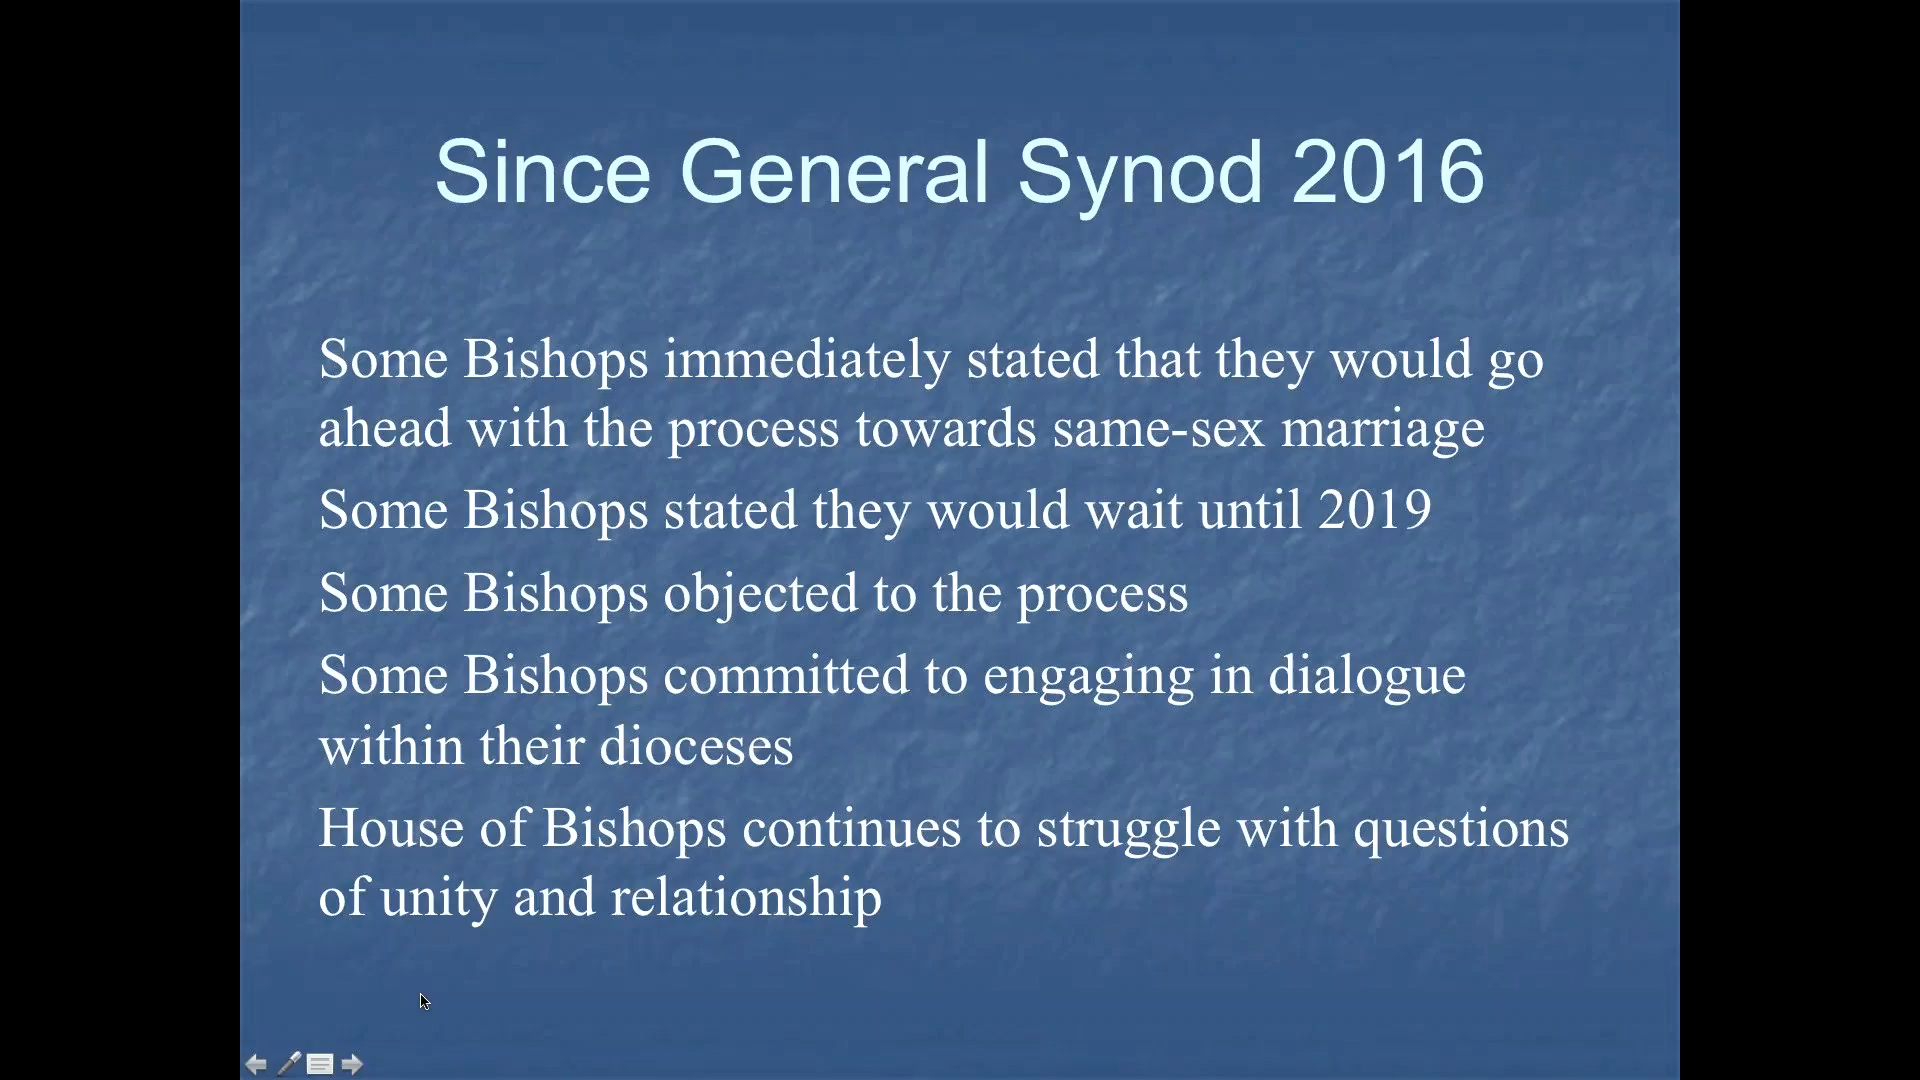 Since General Synod 2016
Some Bishops immediately stated that they would go
ahead with the process towards same-sex marriage
Some Bishops stated they would wait until 2019
Some Bishops objected to the process
Some Bishops committed to engaging in dialogue
within their dioceses
House of Bishops continues to struggle with questions
of unity and relationship